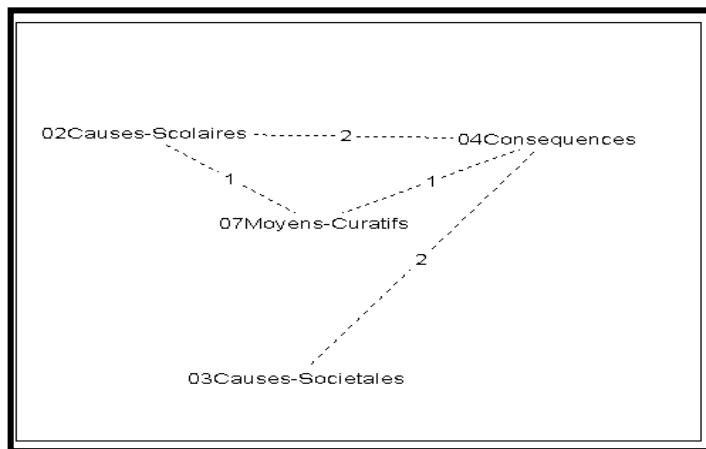 02Causes-Scolaires 2 04Consequences
1 1
07Moyens-Curatifs
2
03Causes-Societales